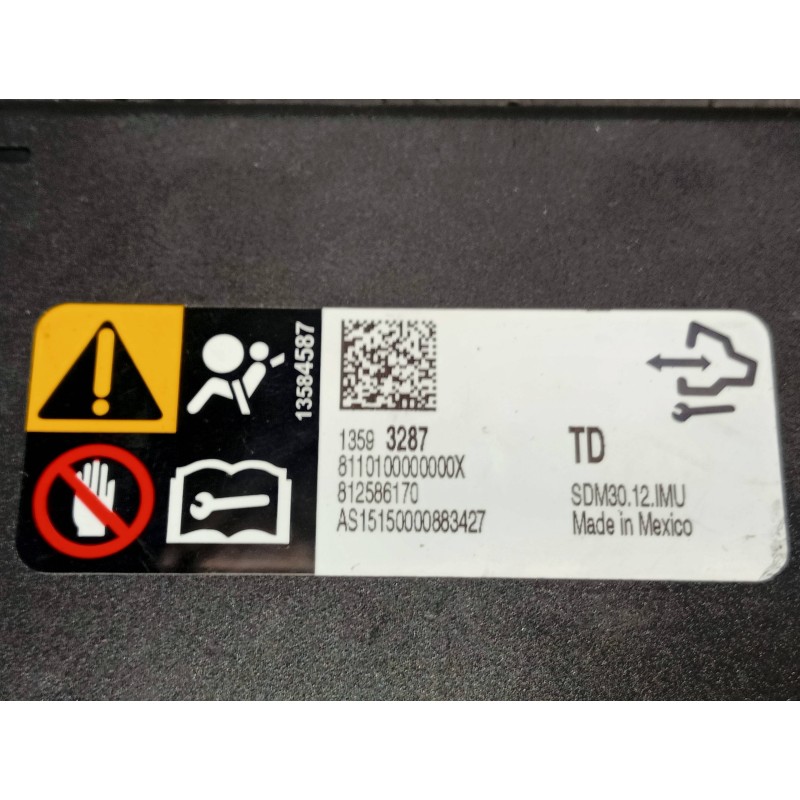 13584587
1359 3287
TD
8110100000000X
812586170
SDM30.12.IMU
AS15150000883427
Made in Mexico